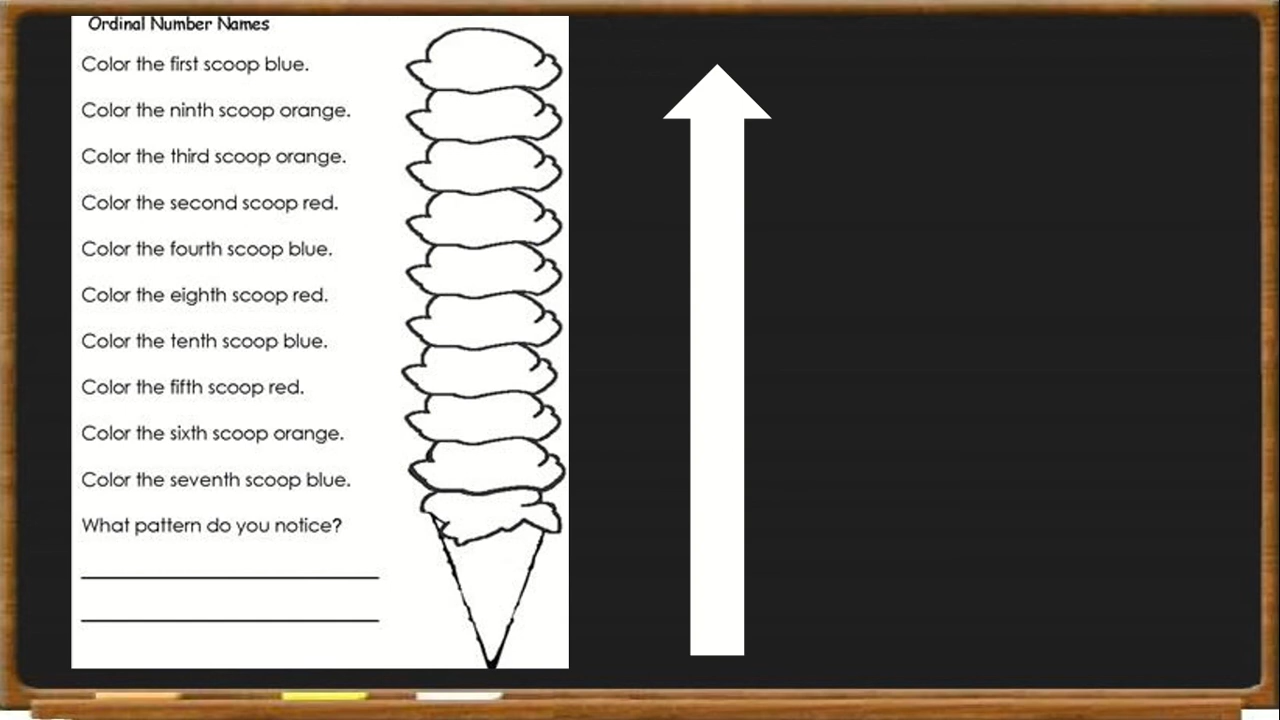 Ordinal Number Names
Color the first scoop blue.
Color the ninth scoop orange.
Color the third scoop orange.
Color the second scoop red.
Color the fourth scoop blue.
Color the eighth scoop red.
Color the tenth scoop blue.
Color the fifth scoop red.
Color the sixth scoop orange.
Color the seventh scoop blue.
What pattern do you notice?